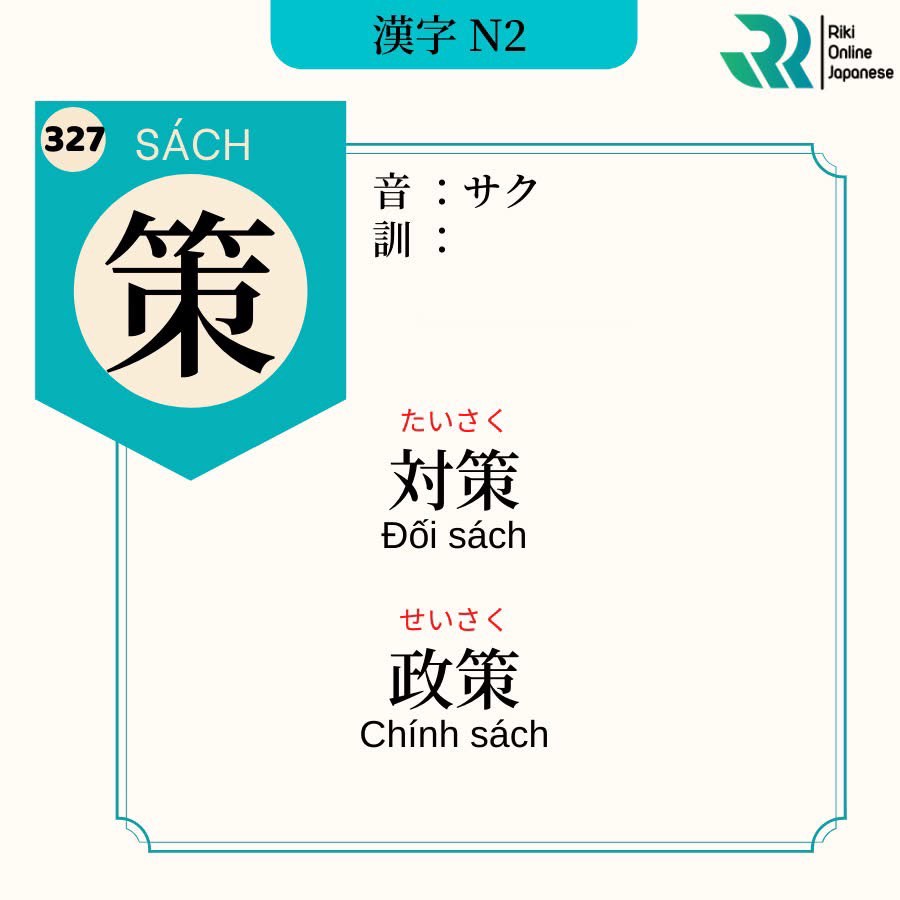 漢字 N2
Riki
Online
Japanese
327
SÁCH
策
音 ：サク
訓 ：
たいさく
対策
Đối sách
せいさく
政策
Chính sách